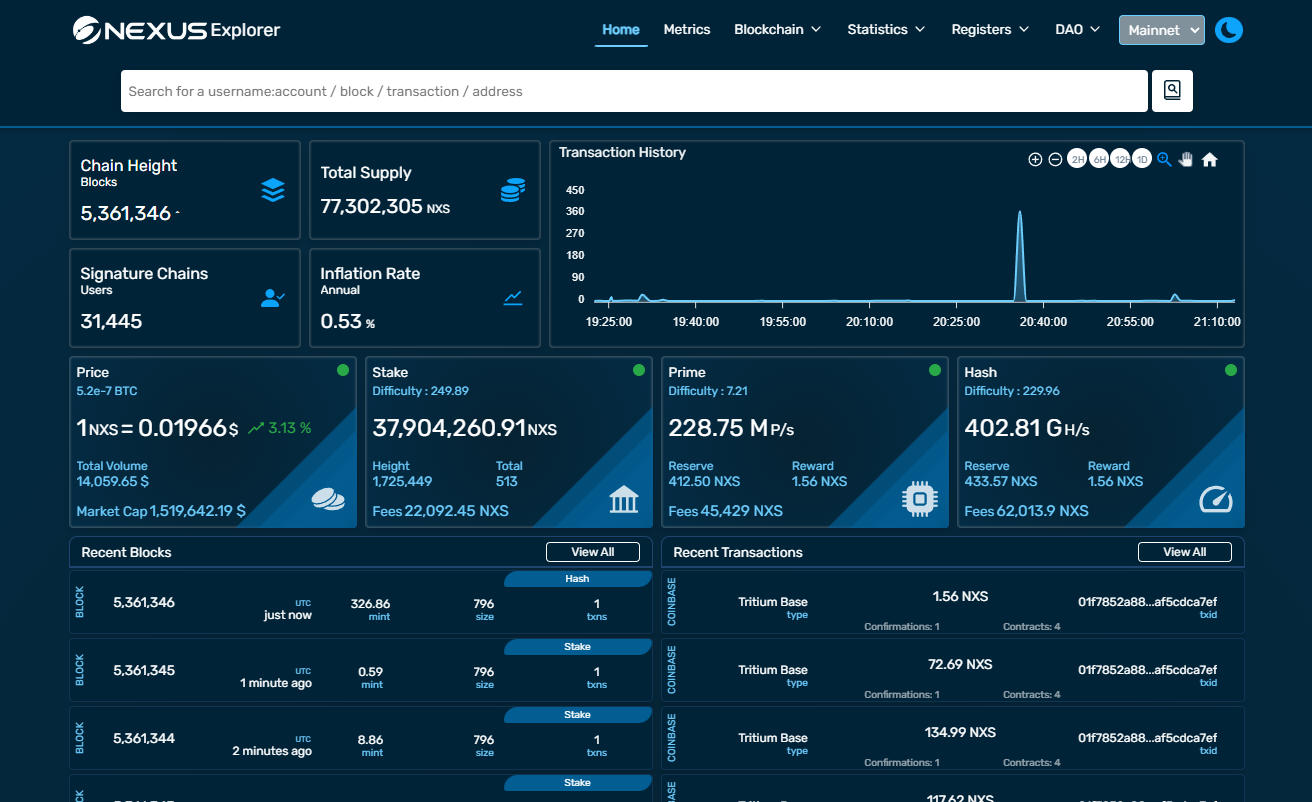 NEXUS Explorer
Home Metrics Blockchain Statistics Registers DAO Mainnet
Search for a username:account / block / transaction / address
Chain Height
Blocks
5,361,346
Total Supply
77,302,305 NXS
Signature Chains
Users
31,445
Inflation Rate
Annual
0.53 %
Transaction History
2H 6H 12H 1D
450
360
270
180
90
0
19:25:00 19:40:00 19:55:00 20:10:00 20:25:00 20:40:00 20:55:00 21:10:00
Price
5.2e-7 BTC
1 NXS = 0.01966 $ 3.13 %
Total Volume
14,059.65 $
Market Cap 1,519,642.19 $
Stake
Difficulty : 249.89
37,904,260.91 NXS
Height Total
1,725,449 513
Fees 22,092.45 NXS
Prime
Difficulty : 7.21
228.75 M P/s
Reserve Reward
412.50 NXS 1.56 NXS
Fees 45,429 NXS
Hash
Difficulty : 229.96
402.81 G H/s
Reserve Reward
433.57 NXS 1.56 NXS
Fees 62,013.9 NXS
Recent Blocks View All
Hash
BLOCK 5,361,346 UTC just now 326.86 mint 796 size 1 txns
Stake
BLOCK 5,361,345 UTC 1 minute ago 0.59 mint 796 size 1 txns
Stake
BLOCK 5,361,344 UTC 2 minutes ago 8.86 mint 796 size 1 txns
Stake
Recent Transactions View All
COINBASE Tritium Base type 1.56 NXS Confirmations: 1 Contracts: 4 01f7852a88...af5cdca7ef txid
COINBASE Tritium Base type 72.69 NXS Confirmations: 1 Contracts: 4 01f7852a88...af5cdca7ef txid
COINBASE Tritium Base type 134.99 NXS Confirmations: 1 Contracts: 4 01f7852a88...af5cdca7ef txid
117.62 NXS